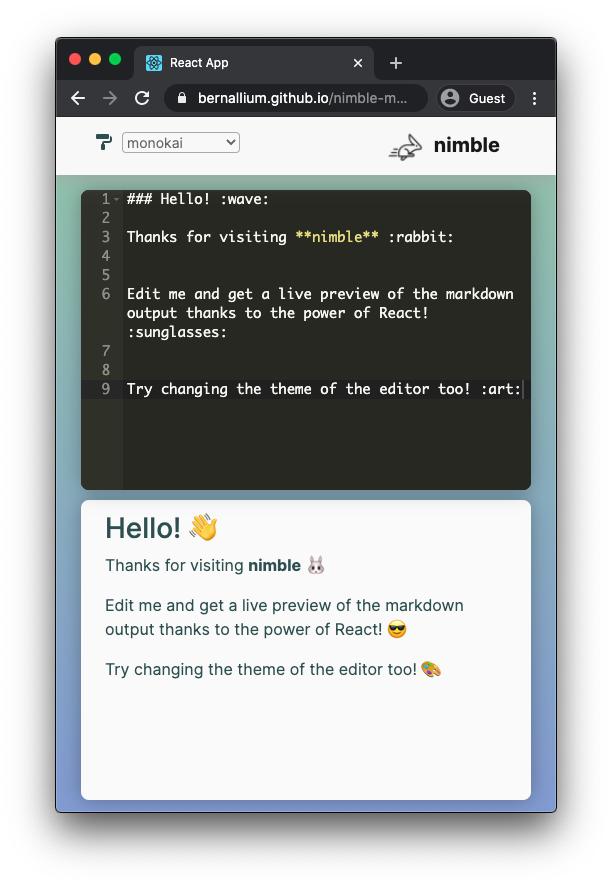 React App
bernallium.github.io/nimble-m...
Guest
monokai
nimble
1 ### Hello! :wave:
2
3 Thanks for visiting **nimble** :rabbit:
4
5
6 Edit me and get a live preview of the markdown
output thanks to the power of React!
:sunglasses:
7
8
9 Try changing the theme of the editor too! :art:
Hello! 👋
Thanks for visiting nimble 🐰
Edit me and get a live preview of the markdown
output thanks to the power of React! 😎
Try changing the theme of the editor too! 🎨